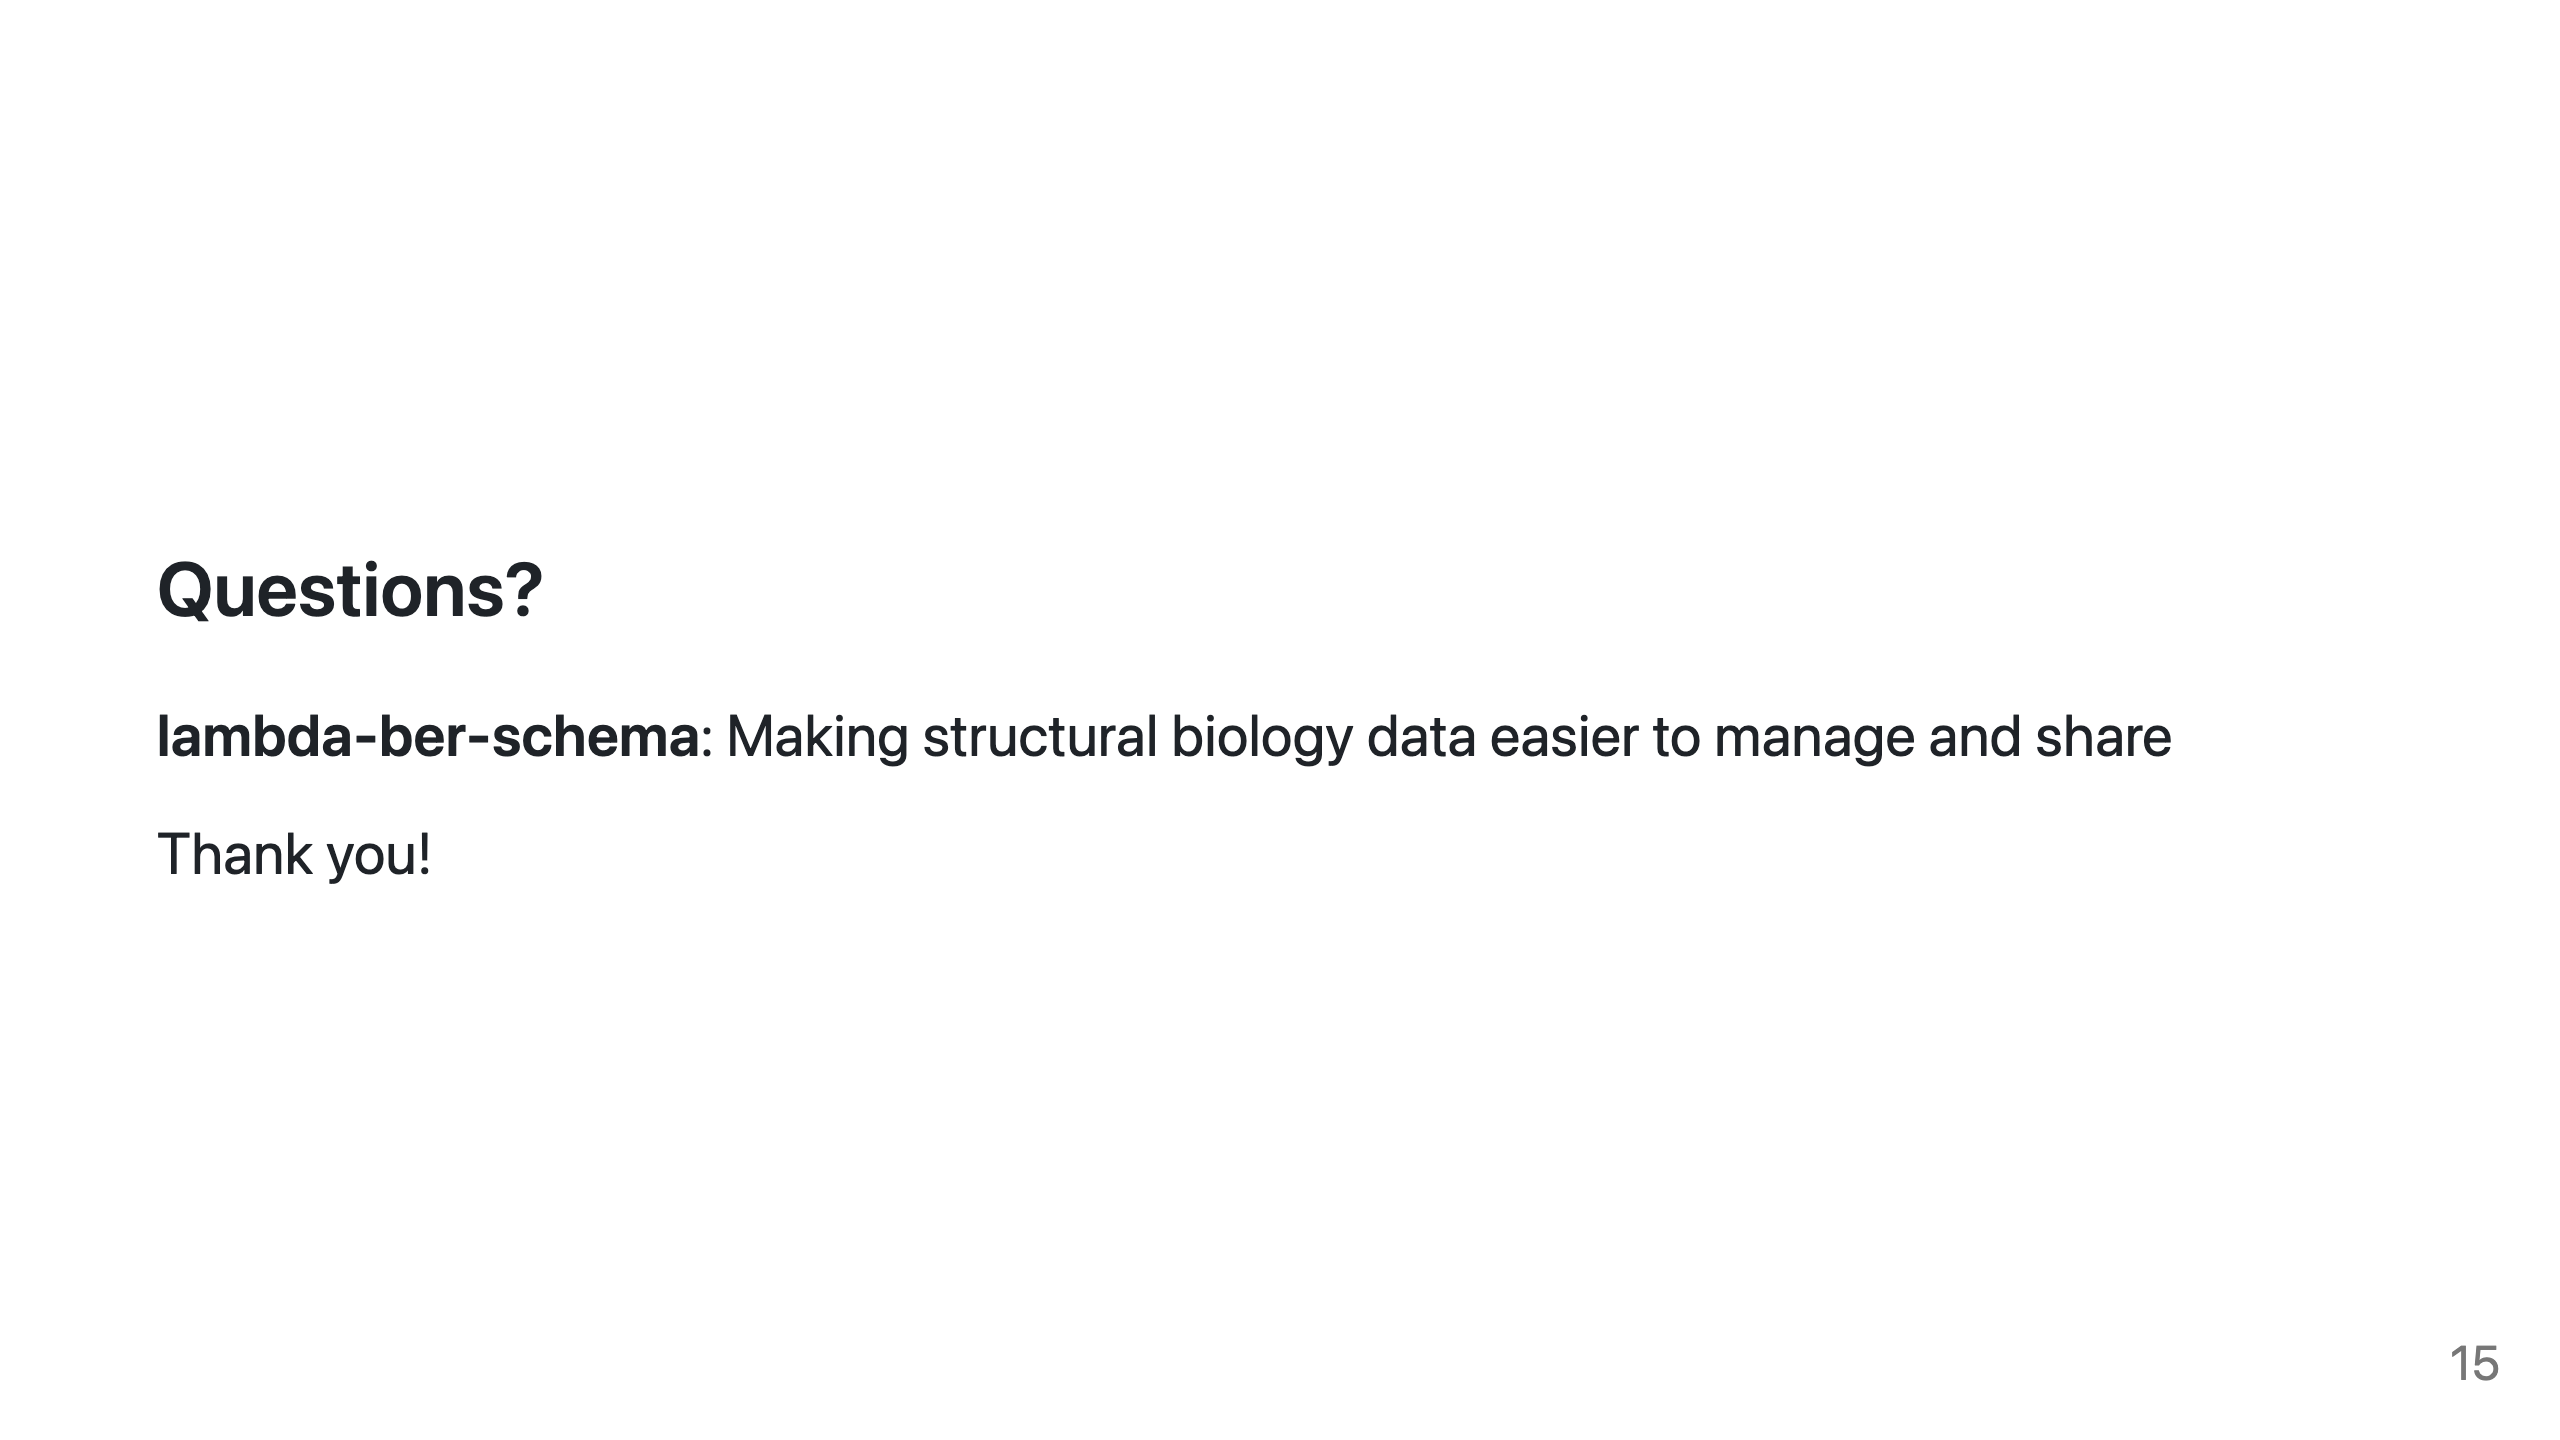 Questions?
lambda-ber-schema: Making structural biology data easier to manage and share
Thank you!
15